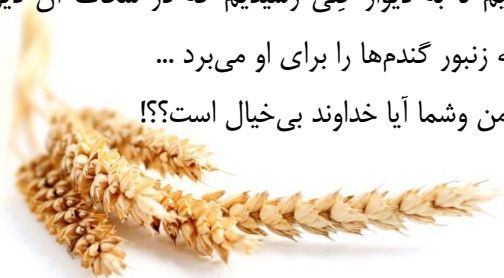 به دیوار گِلی رسیدیم که در شکاف آن
ه زنبور گندم‌ها را برای او می‌برد ...
من وشما آیا خداوند بی‌خیال است؟؟!